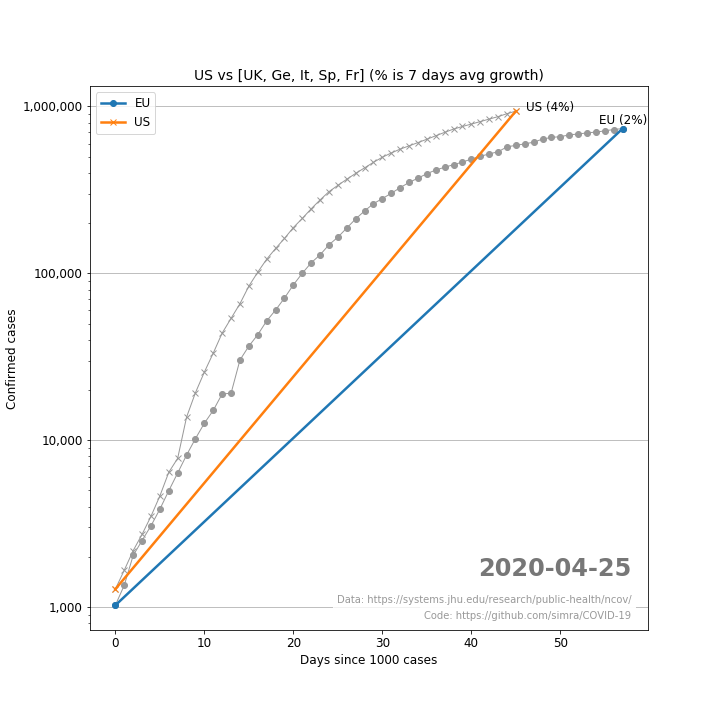 US vs [UK, Ge, It, Sp, Fr] (% is 7 days avg growth)
EU
US
US (4%)
EU (2%)
1,000,000
100,000
10,000
1,000
Confirmed cases
2020-04-25
Data: https://systems.jhu.edu/research/public-health/ncov/
Code: https://github.com/simra/COVID-19
0 10 20 30 40 50
Days since 1000 cases